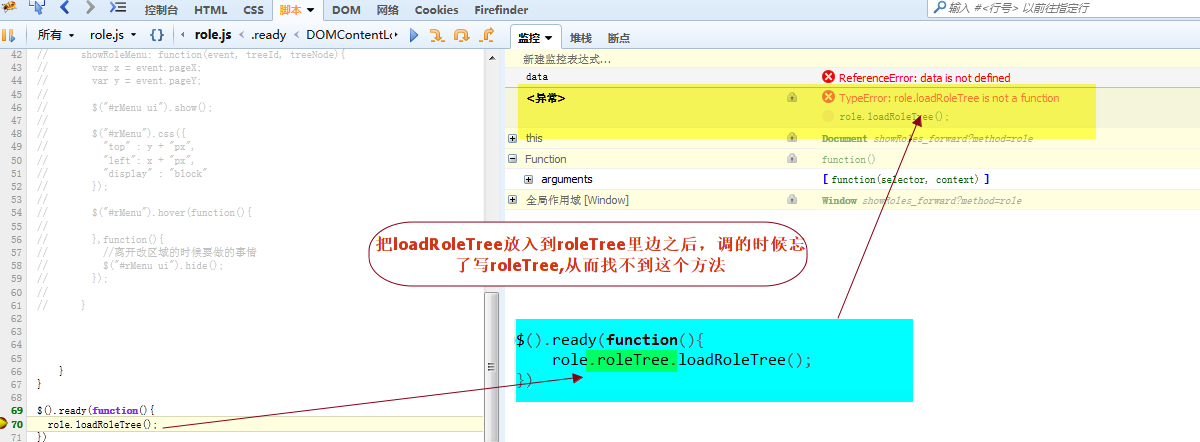 控制台 HTML CSS 脚本 DOM 网络 Cookies Firefinder
输入 #<行号> 以前往指定行
所有 role.js {} role.js .ready DOMContentLo
监控 堆栈 断点
42 // showRoleMenu: function(event, treeId, treeNode){
43 // var x = event.pageX;
44 // var y = event.pageY;
45 //
46 // $("#rMenu ui").show();
47 //
48 // $("#rMenu").css({
49 // "top" : y + "px",
50 // "left": x + "px",
51 // "display" : "block"
52 // });
53 //
54 // $("#rMenu").hover(function(){
55 //
56 // },function(){
57 // //离开改区域的时候要做的事情
58 // $("#rMenu ui").hide();
59 // });
60 //
61 // }
62
63
64
65
66 }
67 }
68
69 $().ready(function(){
70 role.loadRoleTree();
71 })
新建监控表达式...
data ReferenceError: data is not defined
<异常> TypeError: role.loadRoleTree is not a function
role.loadRoleTree();
this Document showRoles_forward?method=role
Function function()
arguments [ function(selector, context) ]
全局作用域 [Window] Window showRoles_forward?method=role
把loadRoleTree放入到roleTree里边之后，调的时候忘
了写roleTree,从而找不到这个方法
$().ready(function(){
role.roleTree.loadRoleTree();
})